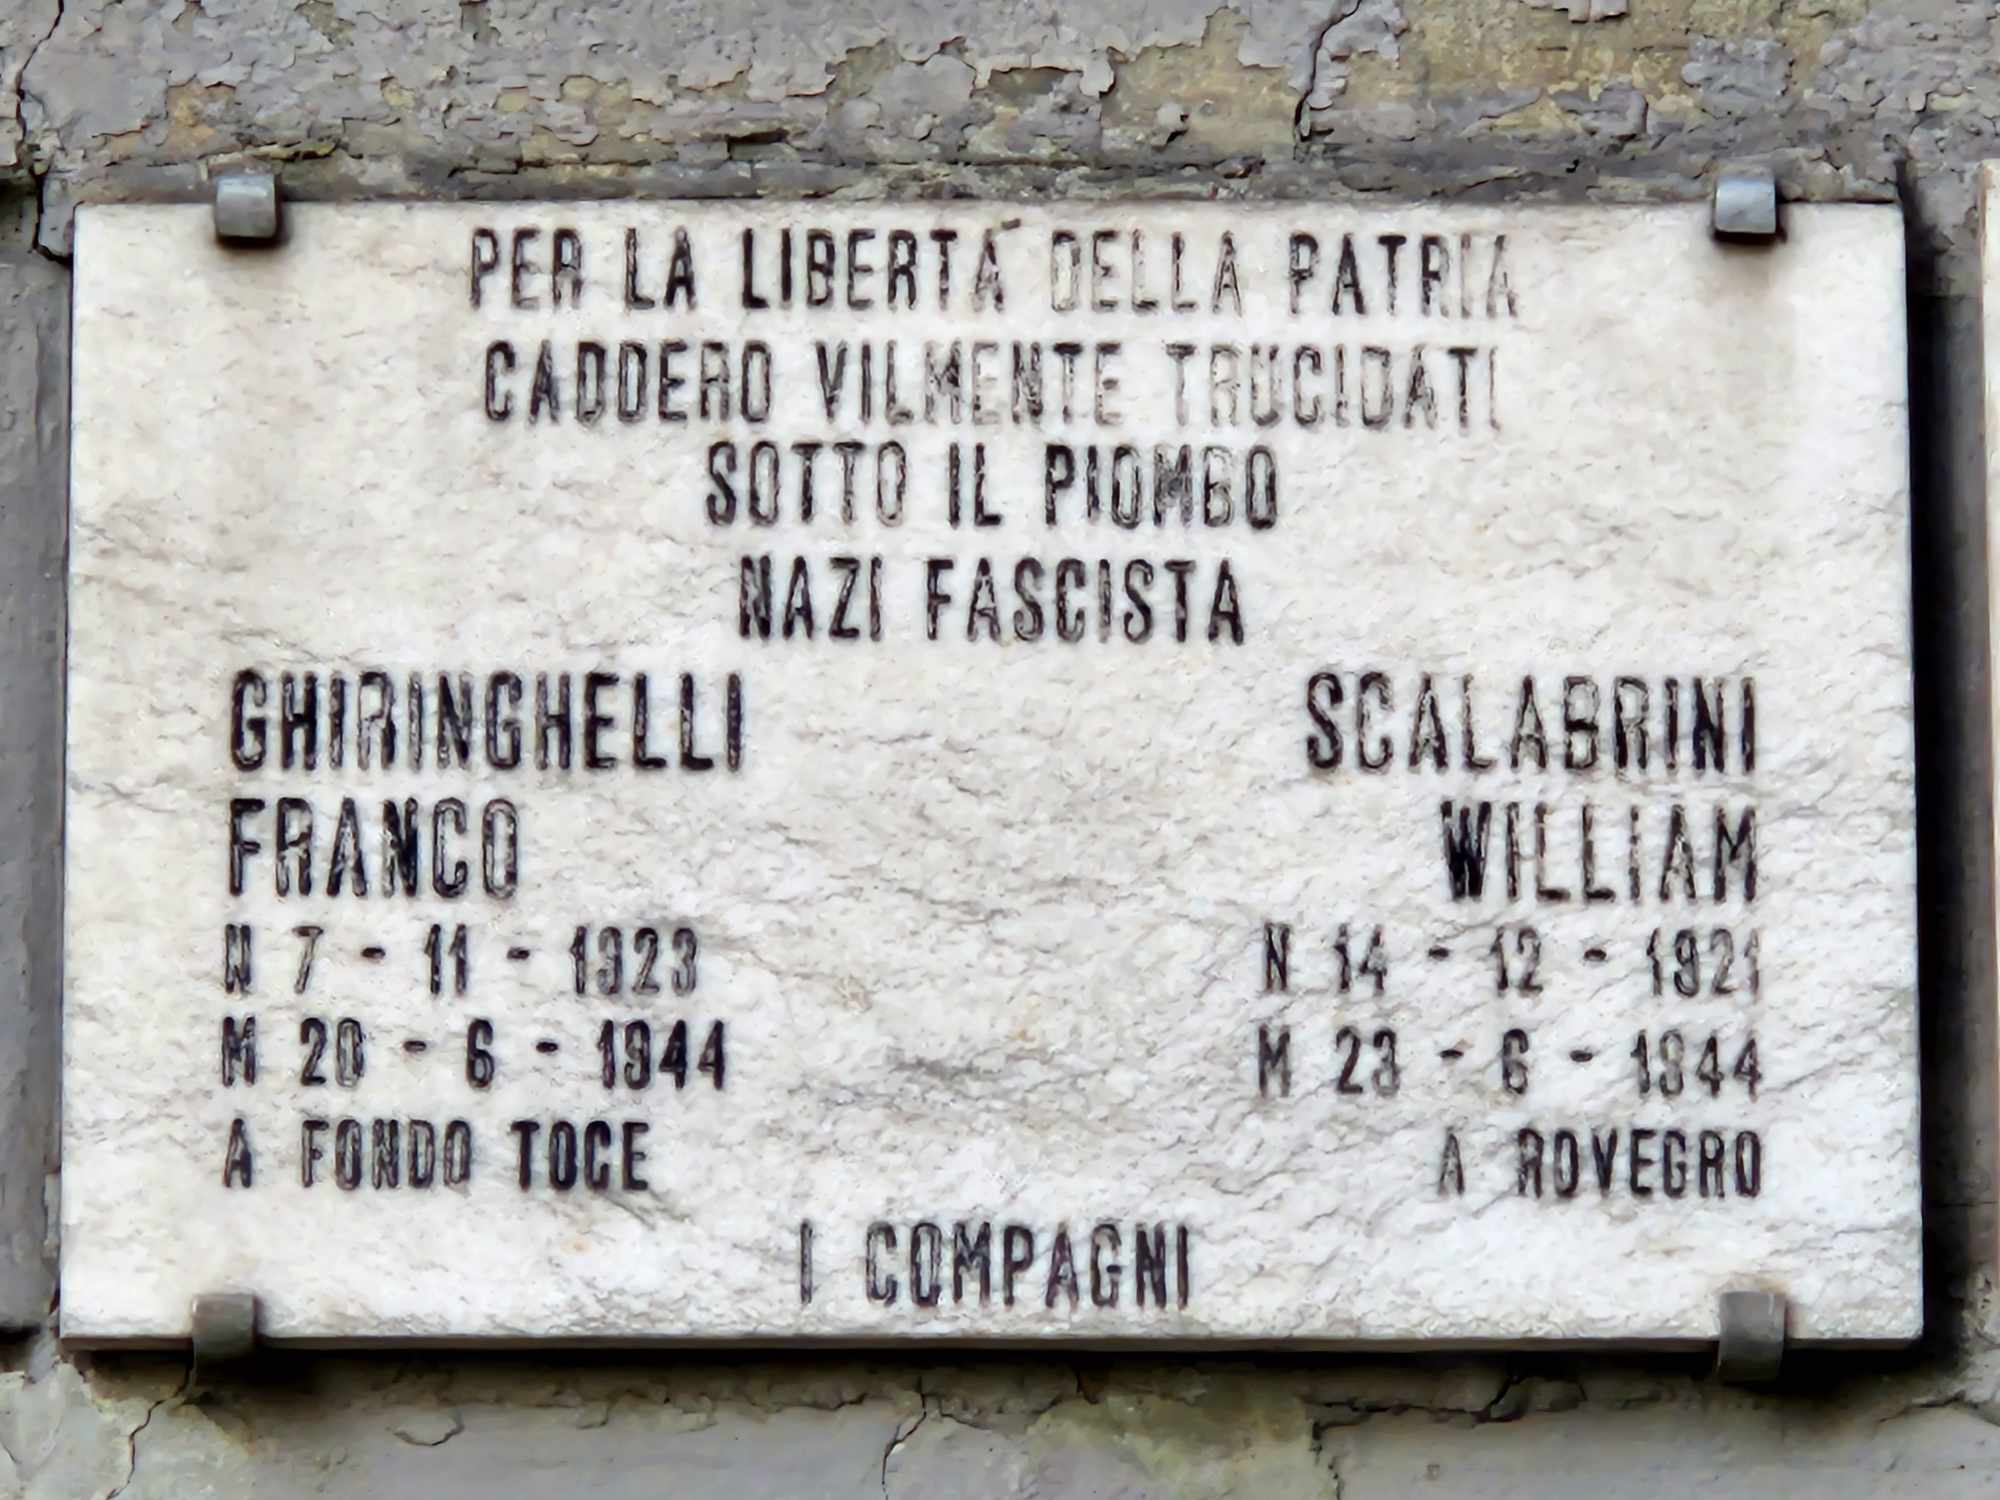 PER LA LIBERTÁ DELLA PATRIA
CADDERO VILMENTE TRUCIDATI
SOTTO IL PIOMBO
NAZI FASCISTA
GHIRINGHELLI
FRANCO
N 7 - 11 - 1923
M 20 - 6 - 1944
A FONDO TOCE
SCALABRINI
WILLIAM
N 14 - 12 - 1921
M 23 - 6 - 1944
A ROVEGRO
I COMPAGNI